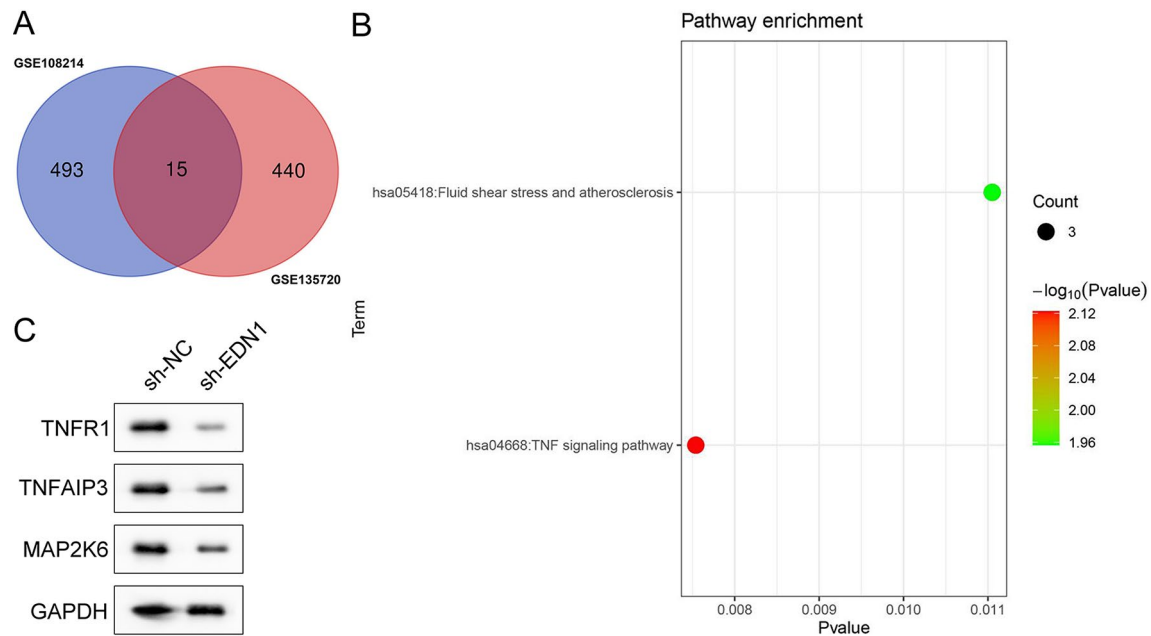 A
GSE108214
493
15
440
GSE135720
B
Pathway enrichment
hsa05418:Fluid shear stress and atherosclerosis
hsa04668:TNF signaling pathway
Term
0.008
0.009
0.010
0.011
Pvalue
Count
3
−log10(Pvalue)
2.12
2.08
2.04
2.00
1.96
C
sh-NC
sh-EDN1
TNFR1
TNFAIP3
MAP2K6
GAPDH